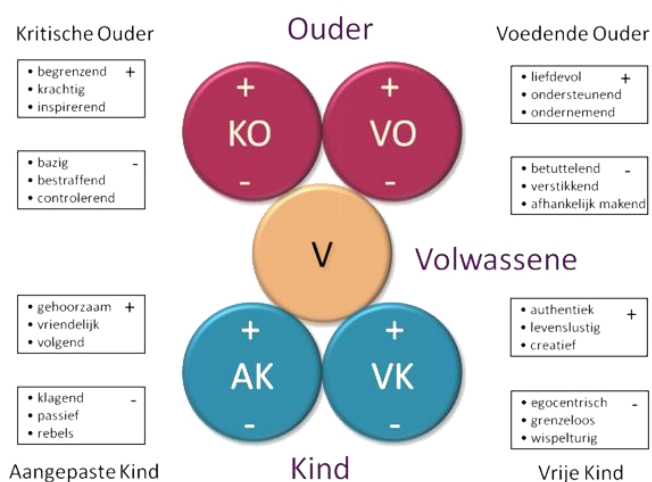 Kritische Ouder
Ouder
Voedende Ouder
• begrenzend +
• krachtig
• inspirerend
• bazig -
• bestraffend
• controlerend
+ +
KO VO
- -
• liefdevol +
• ondersteunend
• ondernemend
• betuttelend -
• verstikkend
• afhankelijk makend
V
Volwassene
• gehoorzaam +
• vriendelijk
• volgend
• klagend -
• passief
• rebels
+ +
AK VK
- -
• authentiek +
• levenslustig
• creatief
• egocentrisch -
• grenzeloos
• wispelturig
Aangepaste Kind
Kind
Vrije Kind